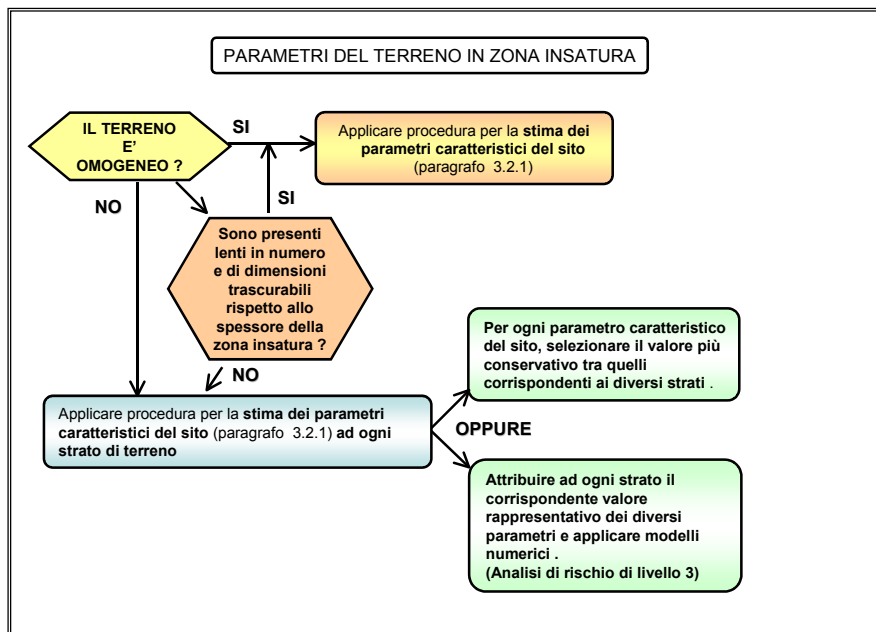 PARAMETRI DEL TERRENO IN ZONA INSATURA
IL TERRENO
E'
OMOGENEO ?
SI
Applicare procedura per la stima dei
parametri caratteristici del sito
(paragrafo 3.2.1)
NO
SI
Sono presenti
lenti in numero
e di dimensioni
trascurabili
rispetto allo
spessore della
zona insatura ?
NO
Per ogni parametro caratteristico
del sito, selezionare il valore più
conservativo tra quelli
corrispondenti ai diversi strati .
Applicare procedura per la stima dei parametri
caratteristici del sito (paragrafo 3.2.1) ad ogni
strato di terreno
OPPURE
Attribuire ad ogni strato il
corrispondente valore
rappresentativo dei diversi
parametri e applicare modelli
numerici .
(Analisi di rischio di livello 3)